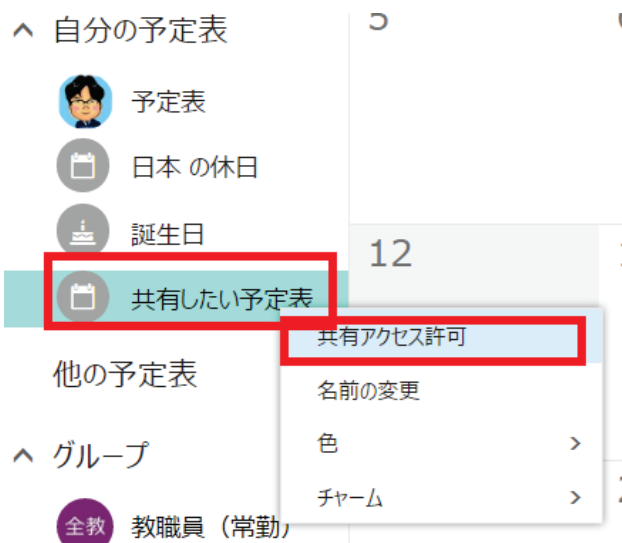 自分の予定表
5
予定表
日本 の休日
誕生日
12
共有したい予定表
共有アクセス許可
他の予定表
名前の変更
色
グループ
チャーム
全教
教職員（常勤）